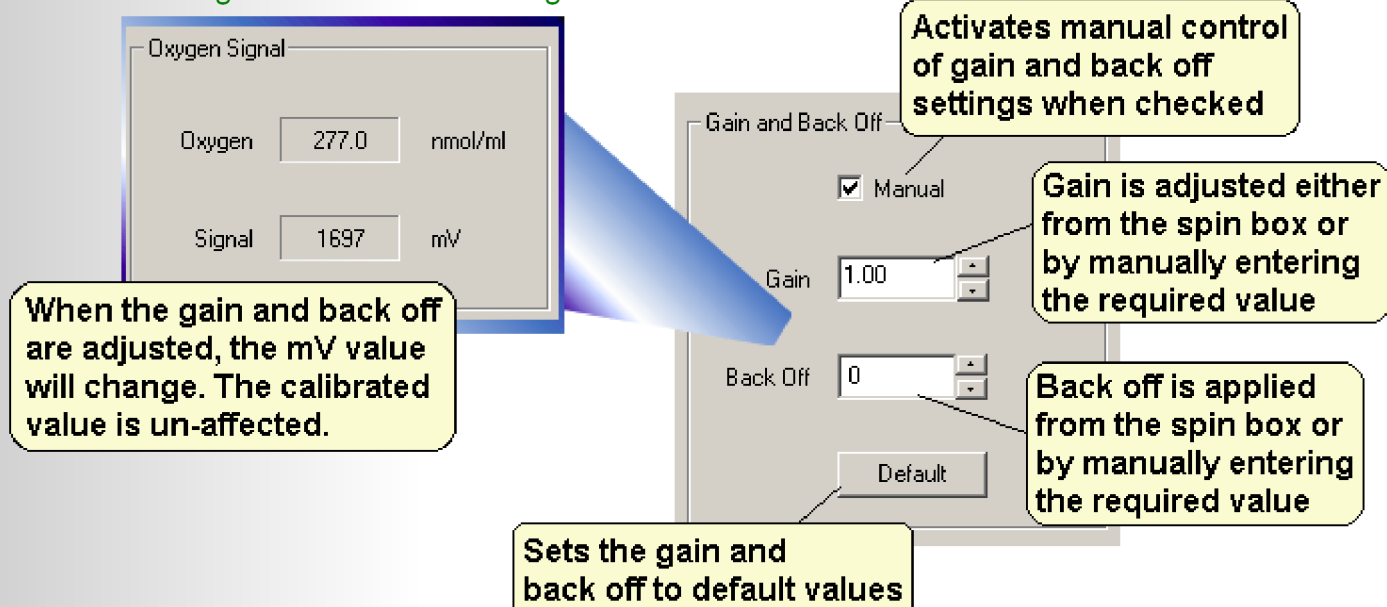 Oxygen Signal
Oxygen 277.0 nmol/ml
Signal 1697 mV
When the gain and back off
are adjusted, the mV value
will change. The calibrated
value is un-affected.
Activates manual control
of gain and back off
settings when checked
Gain and Back Off
Manual
Gain 1.00
Gain is adjusted either
from the spin box or
by manually entering
the required value
Back Off 0
Back off is applied
from the spin box or
by manually entering
the required value
Default
Sets the gain and
back off to default values